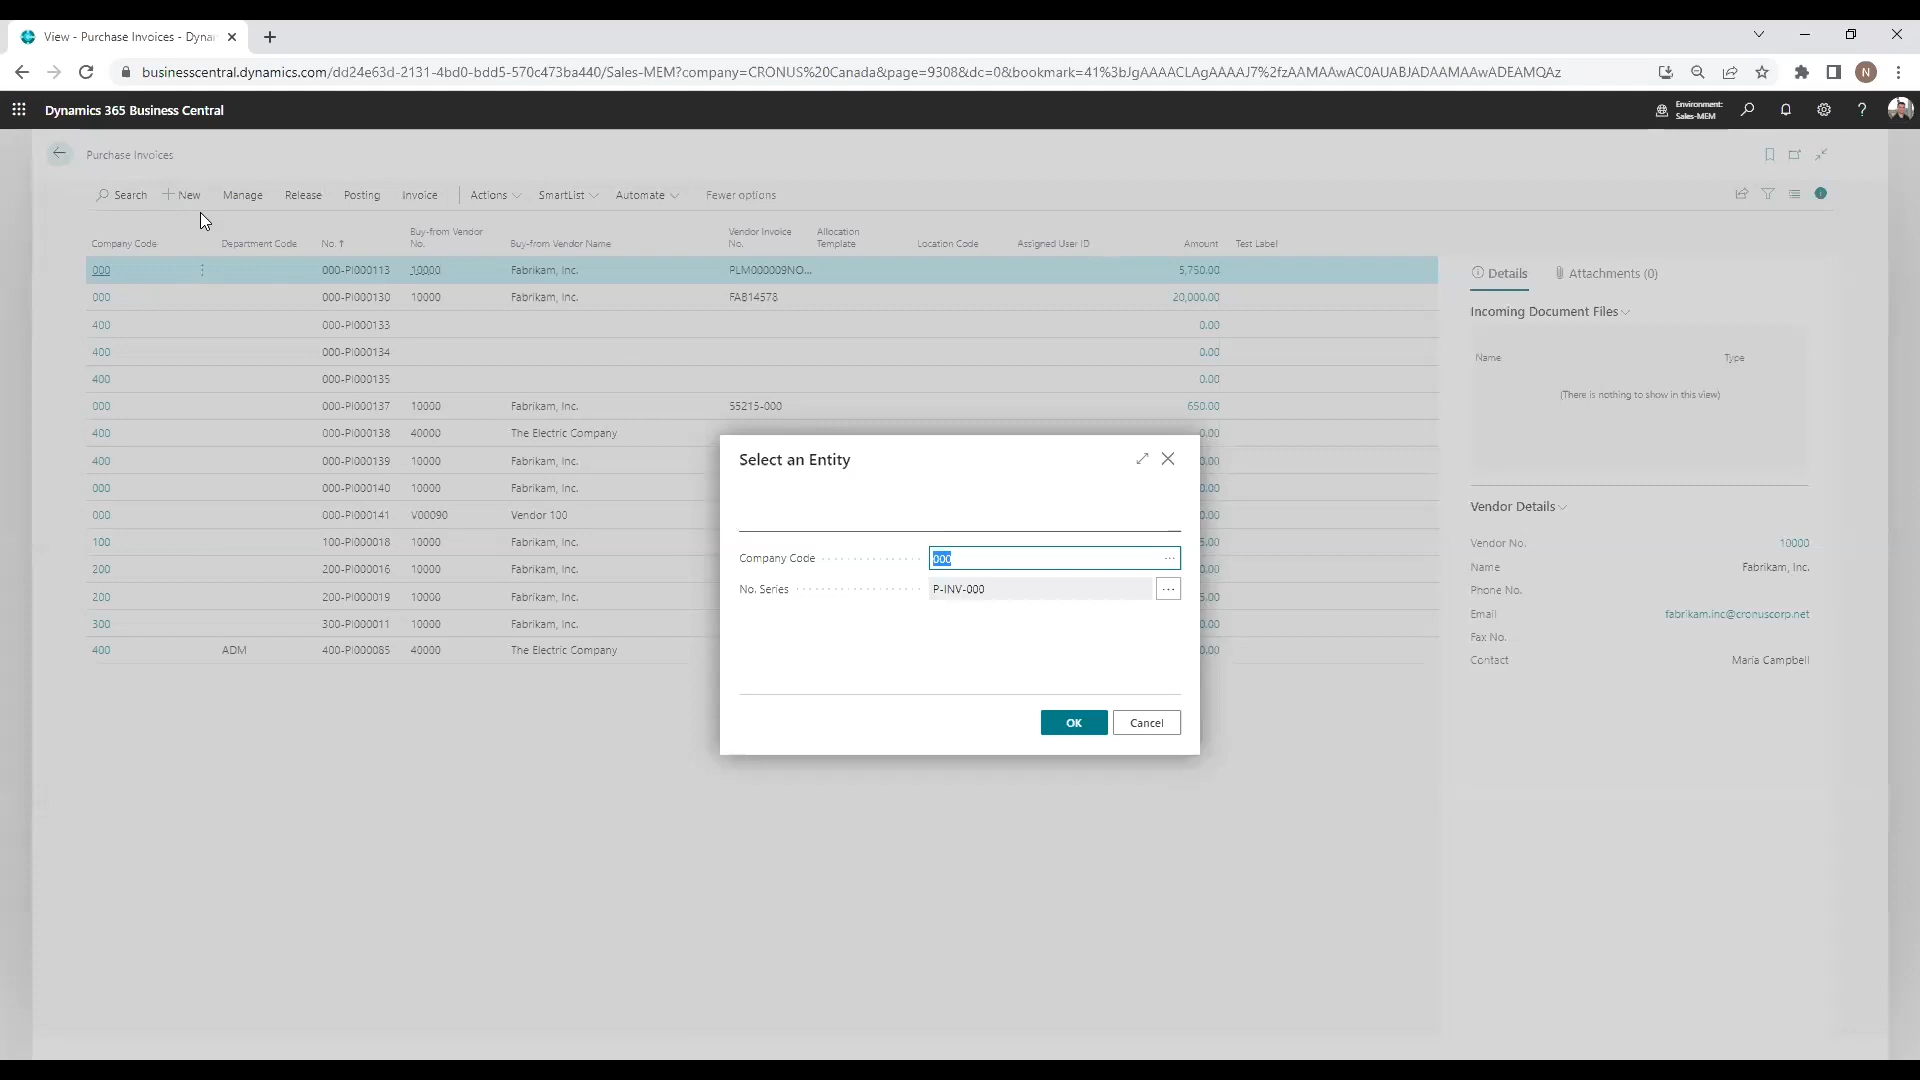 View - Purchase Invoices - Dyna
businesscentral.dynamics.com/dd24e63d-2131-4bd0-bdd5-570c473ba440/Sales-MEM?company=CRONUS%20Canada&page=9308&dc=0&bookmark=41%3bJgAAAACLAgAAAAJ7%2fzAAMAAwAC0AUABJADAAMAAwADEAMQAz
N
Dynamics 365 Business Central
Environment:
Sales-MEM
Purchase Invoices
Search New Manage Release Posting Invoice Actions SmartList Automate Fewer options
Company Code Department Code No. ↑ Buy-from Vendor No. Buy-from Vendor Name Vendor Invoice No. Allocation Template Location Code Assigned User ID Amount Test Label
000 000-PI000113 10000 Fabrikam, Inc. PLM000009NO... 5,750.00
000 000-PI000130 10000 Fabrikam, Inc. FAB14578 20,000.00
400 000-PI000133 0.00
400 000-PI000134 0.00
400 000-PI000135 0.00
000 000-PI000137 10000 Fabrikam, Inc. 55215-000 650.00
400 000-PI000138 40000 The Electric Company 0.00
400 000-PI000139 10000 Fabrikam, Inc.
000 000-PI000140 10000 Fabrikam, Inc.
000 000-PI000141 V00090 Vendor 100
100 100-PI000018 10000 Fabrikam, Inc.
200 200-PI000016 10000 Fabrikam, Inc.
200 200-PI000019 10000 Fabrikam, Inc.
300 300-PI000011 10000 Fabrikam, Inc.
400 ADM 400-PI000085 40000 The Electric Company
Select an Entity
Company Code 000
No. Series P-INV-000
OK Cancel
Details Attachments (0)
Incoming Document Files
Name Type
(There is nothing to show in this view)
Vendor Details
Vendor No. 10000
Name Fabrikam, Inc.
Phone No.
Email fabrikam.inc@cronuscorp.net
Fax No.
Contact Maria Campbell